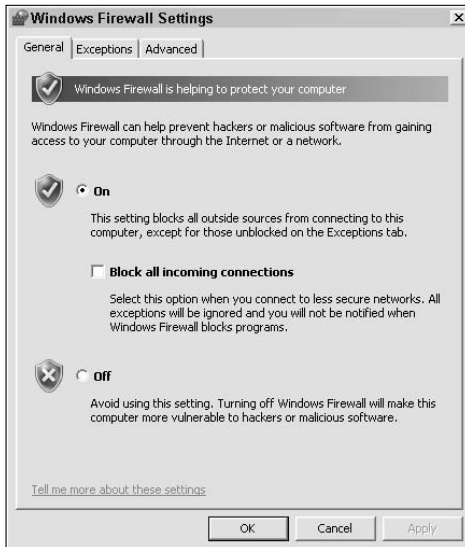 Windows Firewall Settings
General
Exceptions
Advanced
Windows Firewall is helping to protect your computer
Windows Firewall can help prevent hackers or malicious software from gaining
access to your computer through the Internet or a network.
On
This setting blocks all outside sources from connecting to this
computer, except for those unblocked on the Exceptions tab.
Block all incoming connections
Select this option when you connect to less secure networks. All
exceptions will be ignored and you will not be notified when
Windows Firewall blocks programs.
Off
Avoid using this setting. Turning off Windows Firewall will make this
computer more vulnerable to hackers or malicious software.
Tell me more about these settings
OK
Cancel
Apply